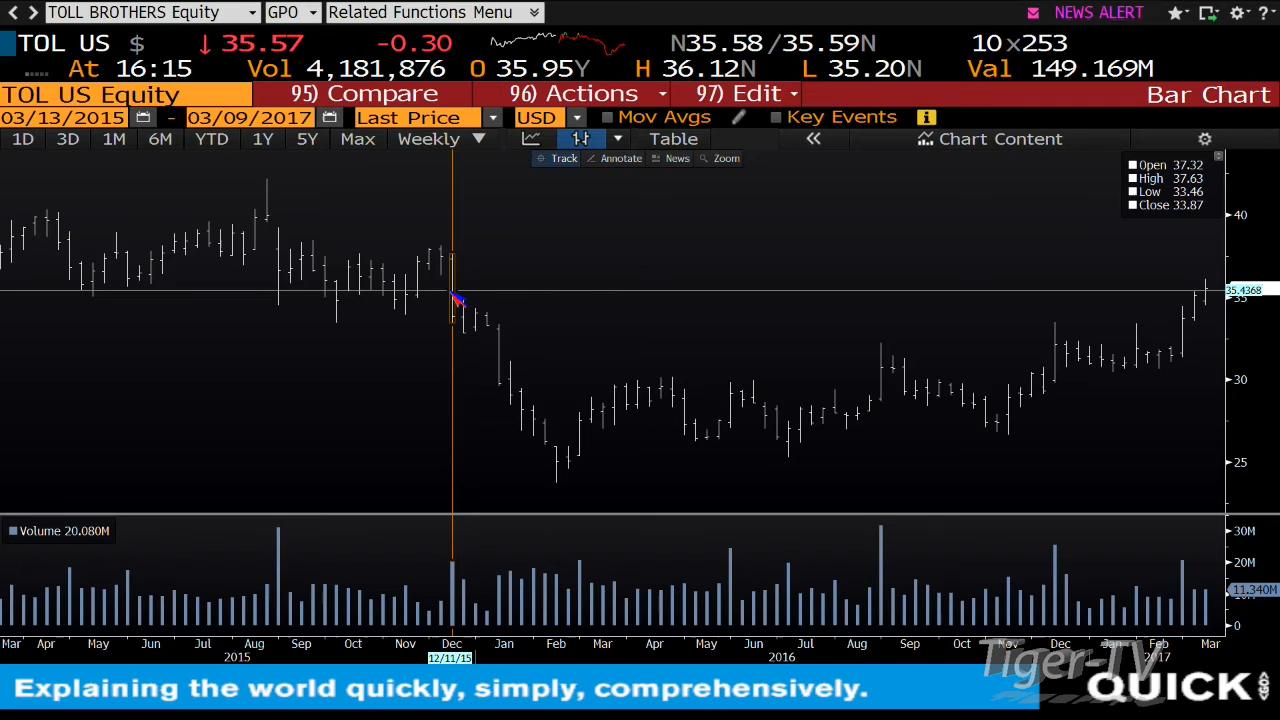 TOLL BROTHERS Equity GPO Related Functions Menu NEWS ALERT
TOL US $ ↓ 35.57 -0.30 N35.58 /35.59N 10 x253
At 16:15 Vol 4,181,876 O 35.95Y H 36.12N L 35.20N Val 149.169M
TOL US Equity 95) Compare 96) Actions 97) Edit Bar Chart
03/13/2015 - 03/09/2017 Last Price USD Mov Avgs Key Events
1D 3D 1M 6M YTD 1Y 5Y Max Weekly Table Chart Content
Track Annotate News Zoom
Open 37.32
High 37.63
Low 33.46
Close 33.87
40
35.4368
35
30
25
Volume 20.080M
30M
20M
11.340M
0
Mar Apr May Jun Jul Aug Sep Oct Nov Dec Jan Feb Mar Apr May Jun Jul Aug Sep Oct Nov Dec Jan Feb Mar
2015 12/11/15 2016 2017
Tiger-TV
Explaining the world quickly, simply, comprehensively. QUICK